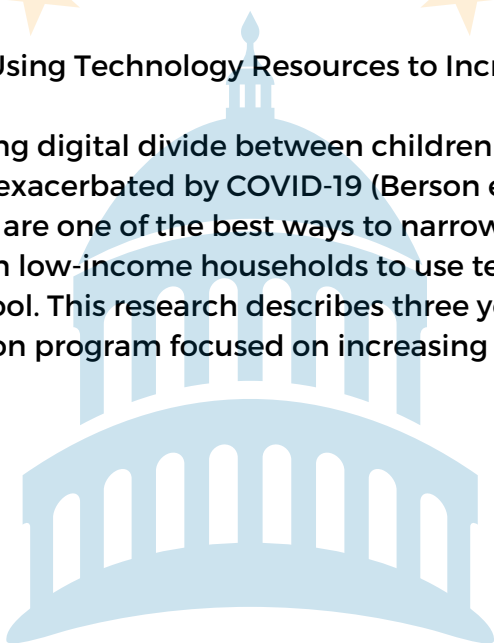 Using Technology Resources to Incr
ng digital divide between children
exacerbated by COVID-19 (Berson e
are one of the best ways to narrow
n low-income households to use te
ool. This research describes three y
on program focused on increasing